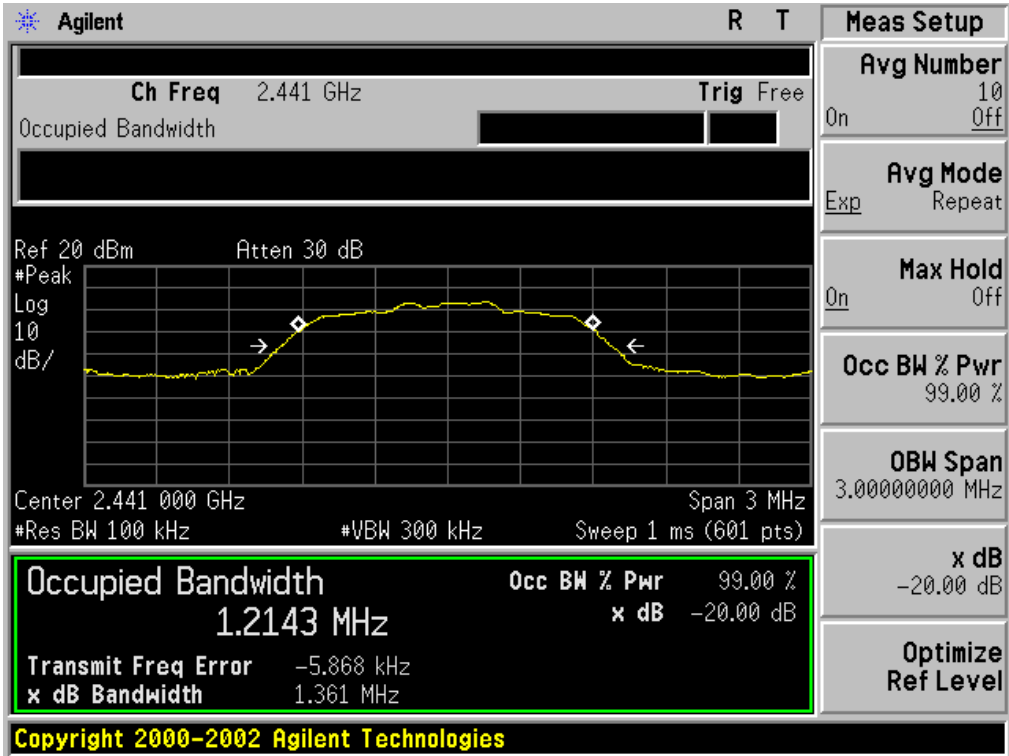 Agilent R T
Ch Freq 2.441 GHz Trig Free
Occupied Bandwidth
Ref 20 dBm Atten 30 dB
#Peak
Log
10
dB/
Center 2.441 000 GHz Span 3 MHz
#Res BW 100 kHz #VBW 300 kHz Sweep 1 ms (601 pts)
Occupied Bandwidth Occ BW % Pwr 99.00 %
1.2143 MHz x dB -20.00 dB
Transmit Freq Error -5.868 kHz
x dB Bandwidth 1.361 MHz
Copyright 2000-2002 Agilent Technologies
Meas Setup
Avg Number
10
On Off
Avg Mode
Exp Repeat
Max Hold
On Off
Occ BW % Pwr
99.00 %
OBW Span
3.00000000 MHz
x dB
-20.00 dB
Optimize
Ref Level